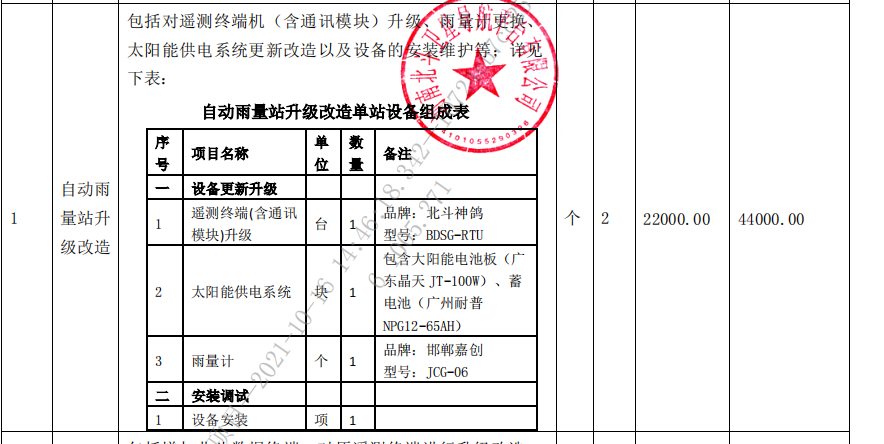 包括对遥测终端机（含通讯模块）升级、雨量计更换、
太阳能供电系统更新改造以及设备的安装维护等；详见
下表：
自动雨量站升级改造单站设备组成表
序号 项目名称 单位 数量 备注
一 设备更新升级
1 遥测终端(含通讯 台 1 品牌：北斗神鸽
模块)升级 型号：BDSG-RTU
2 太阳能供电系统 块 1 包含太阳能电池板（广
东晶天 JT-100W）、蓄
电池（广州耐普
NPG12-65AH）
3 雨量计 个 1 品牌：邯郸嘉创
型号：JCG-06
二 安装调试
1 设备安装 项 1
1 自动雨
量站升
级改造
个 2 22000.00 44000.00
4101055290396